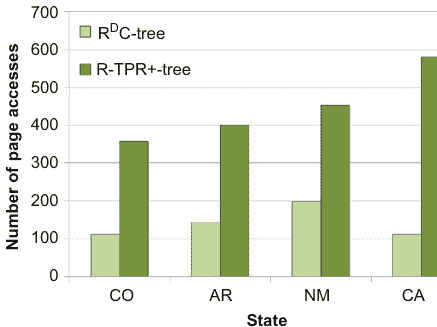 Number of page accesses
700
600
500
400
300
200
100
0
RᴰC-tree
R-TPR+-tree
CO
AR
NM
CA
State